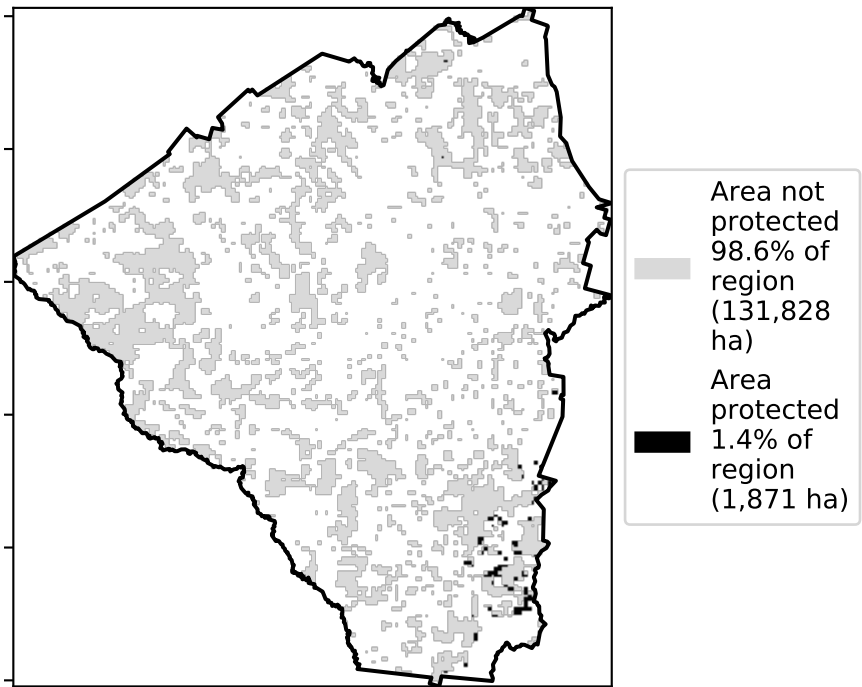 Area not
protected
98.6% of
region
(131,828
ha)
Area
protected
1.4% of
region
(1,871 ha)